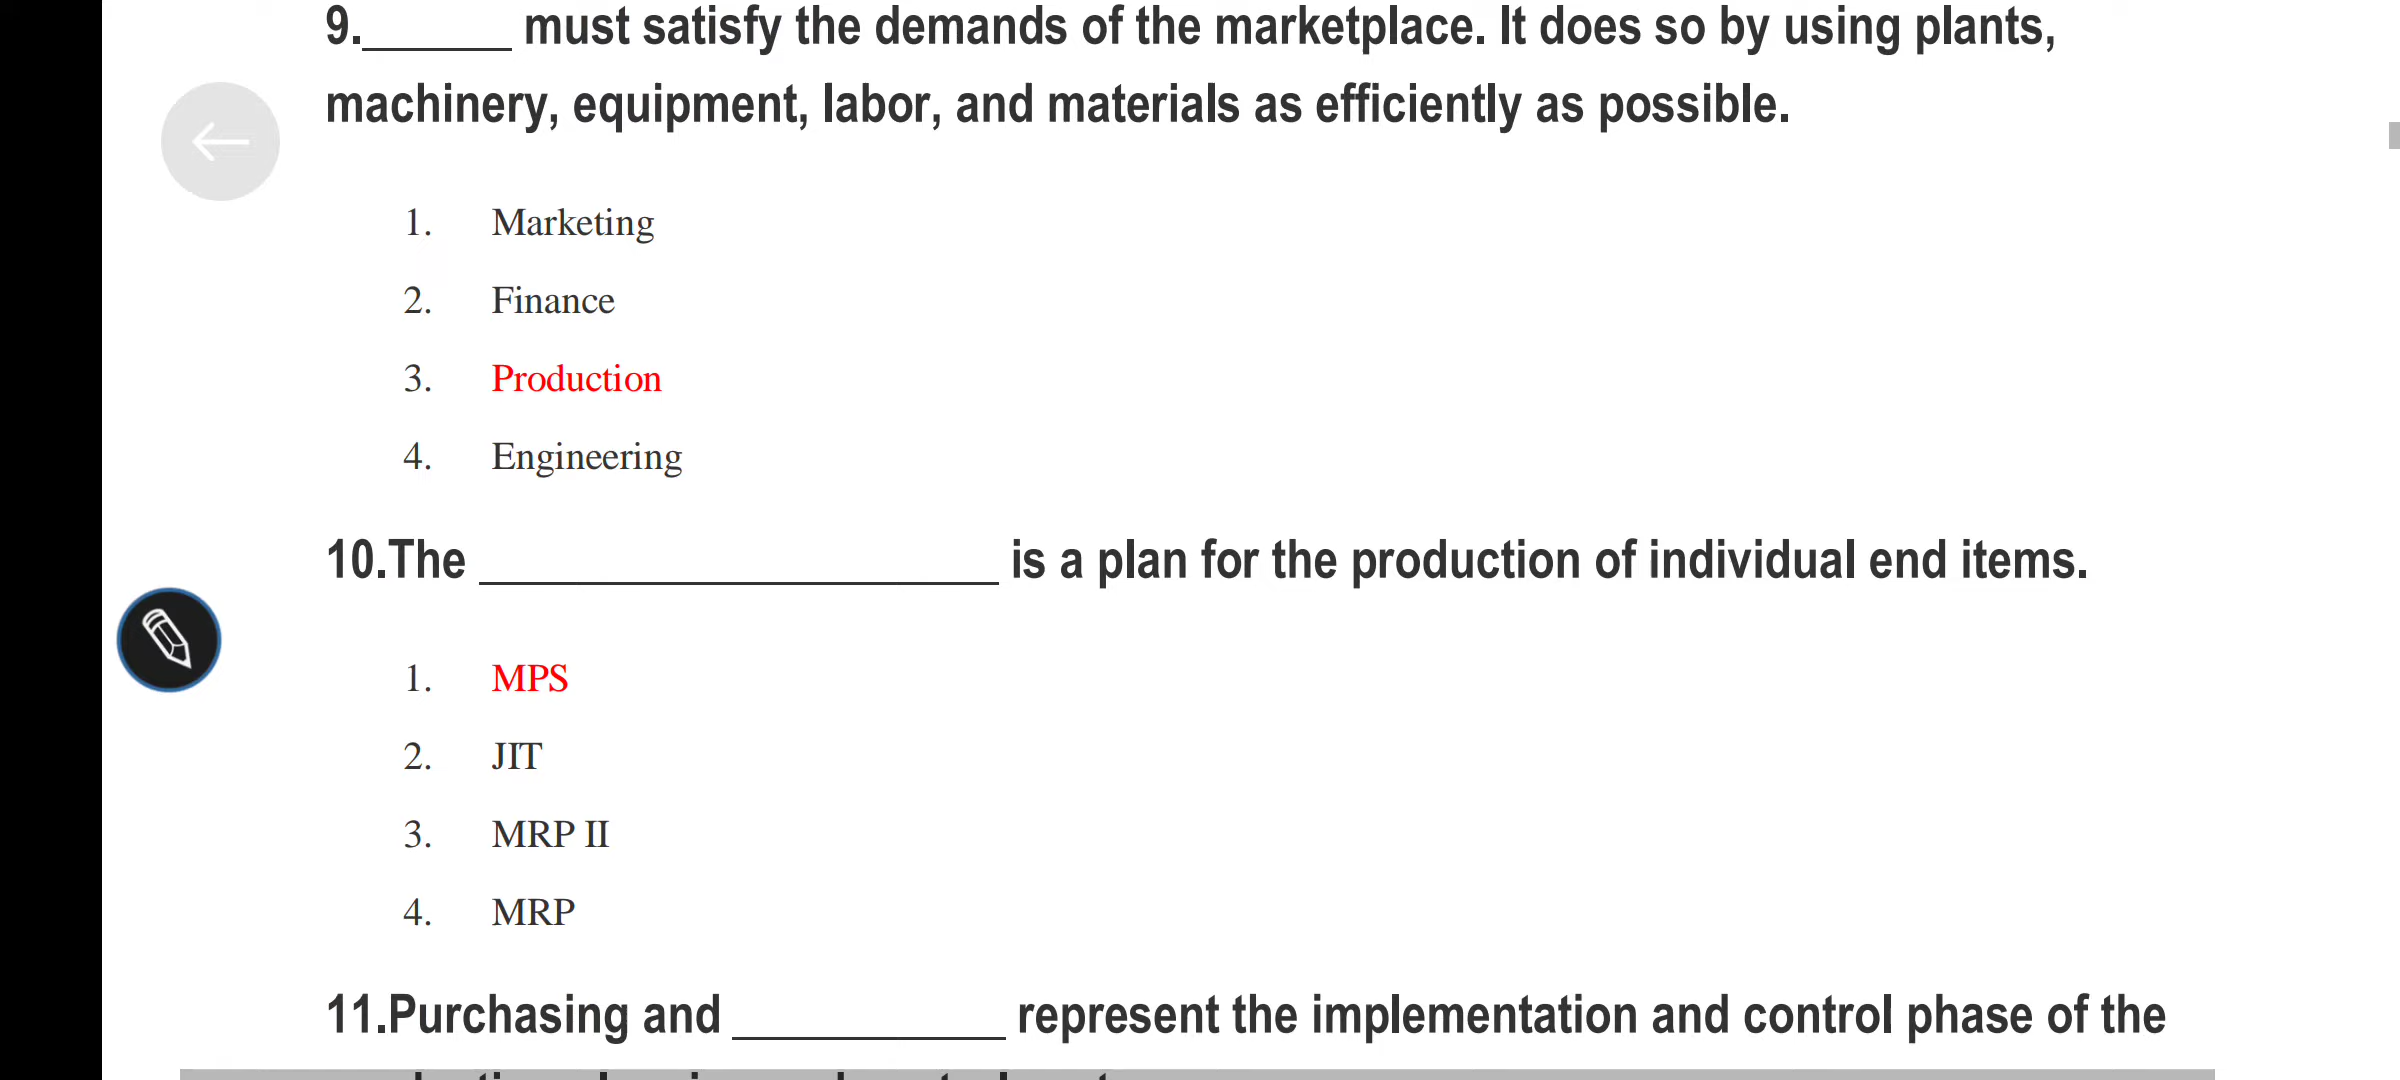 9.______ must satisfy the demands of the marketplace. It does so by using plants,
machinery, equipment, labor, and materials as efficiently as possible.
1. Marketing
2. Finance
3. Production
4. Engineering
10.The ____________________ is a plan for the production of individual end items.
1. MPS
2. JIT
3. MRP II
4. MRP
11.Purchasing and ___________ represent the implementation and control phase of the